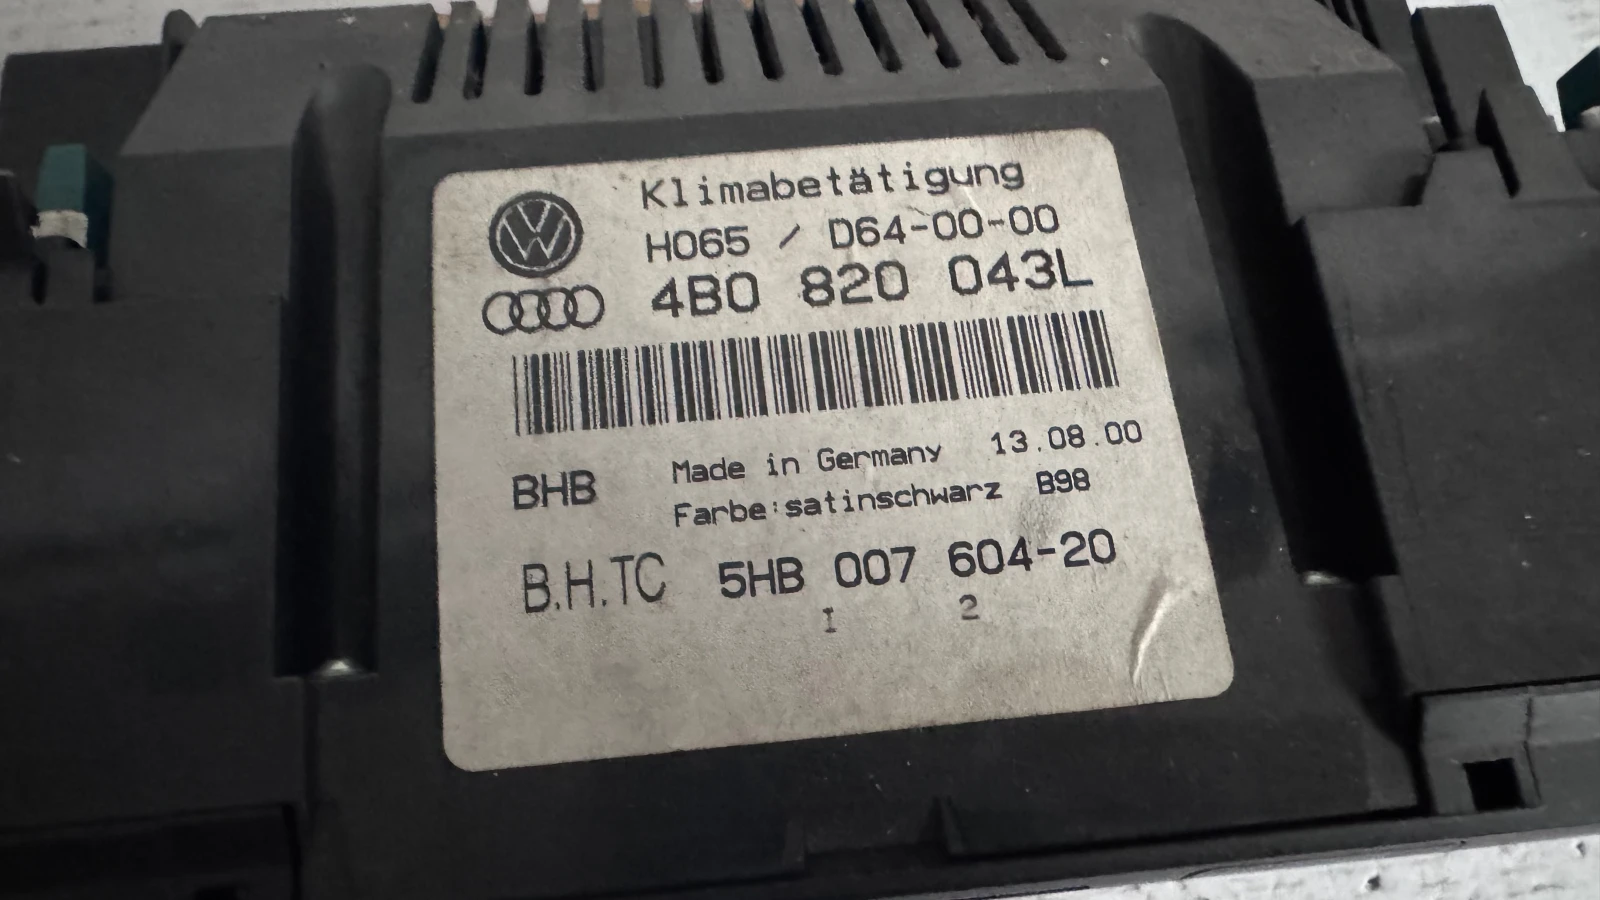 Klimabetätigung
H065 / D64-00-00
4B0 820 043L
Made in Germany 13.08.00
BHB
Farbe:satinschwarz B98
B.H.TC 5HB 007 604-20
I 2